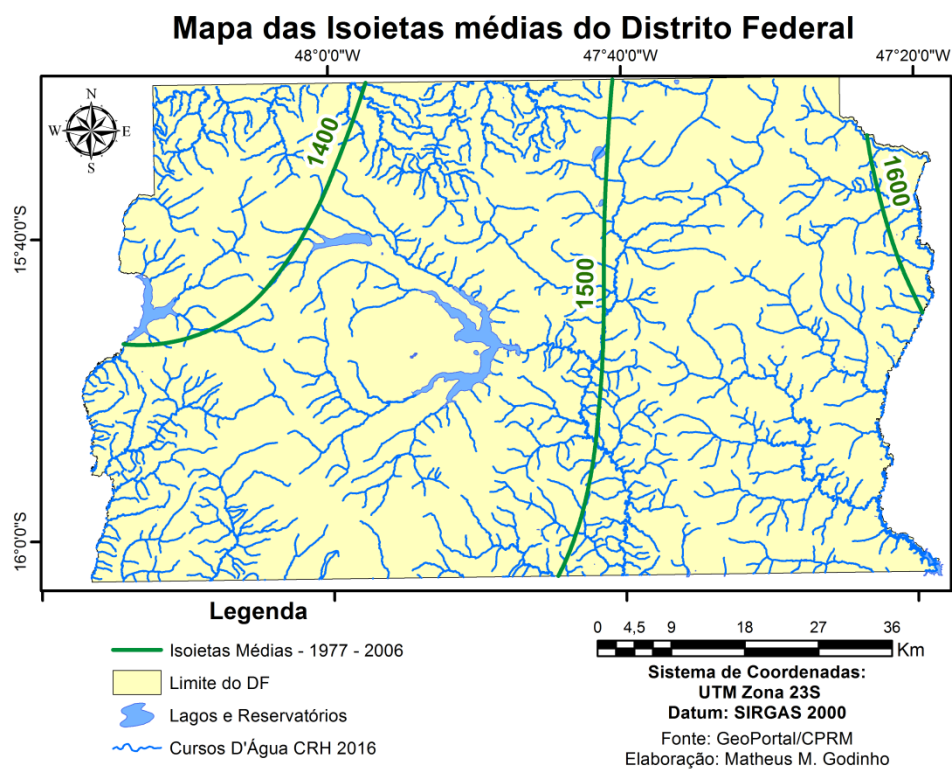 Mapa das Isoietas médias do Distrito Federal
48°0'0"W
47°40'0"W
47°20'0"W
N
W
E
S
1400
1500
1600
15°40'0"S
16°0'0"S
Legenda
Isoietas Médias - 1977 - 2006
Limite do DF
Lagos e Reservatórios
Cursos D'Água CRH 2016
0 4,5 9 18 27 36
Km
Sistema de Coordenadas:
UTM Zona 23S
Datum: SIRGAS 2000
Fonte: GeoPortal/CPRM
Elaboração: Matheus M. Godinho